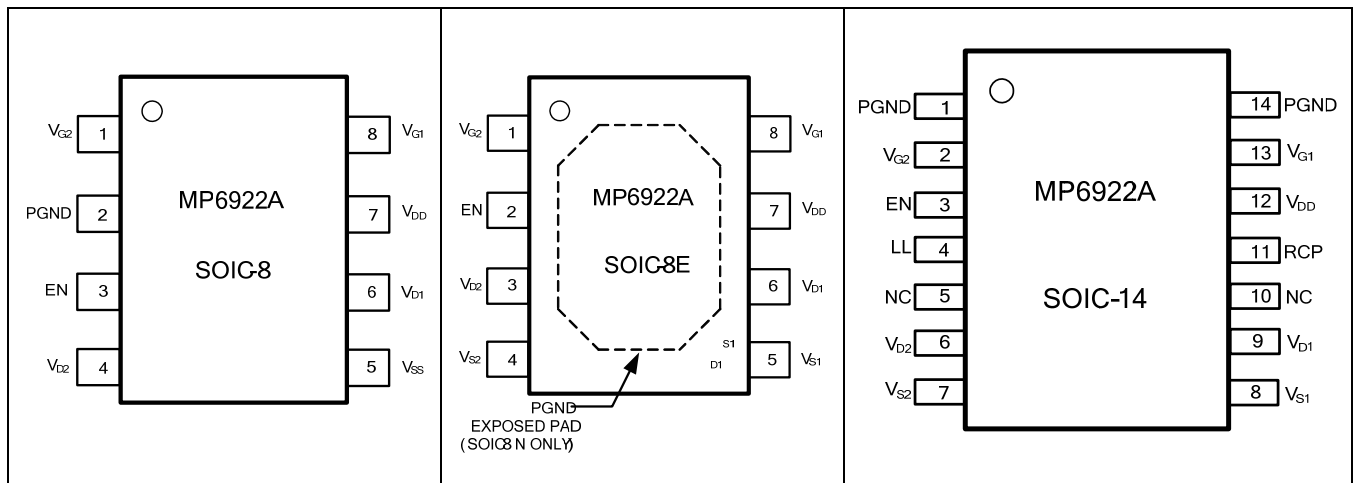 VG2 1
8 VG1
PGND 2
7 VDD
EN 3
6 VD1
VD2 4
5 VSS
MP6922A
SOIC-8
VG2 1
8 VG1
EN 2
7 VDD
VD2 3
6 VD1
VS2 4
5 VS1
MP6922A
SOIC-8E
S1
D1
PGND
EXPOSED PAD
(SOIC8 N ONLY)
PGND 1
14 PGND
VG2 2
13 VG1
EN 3
12 VDD
LL 4
11 RCP
NC 5
10 NC
VD2 6
9 VD1
VS2 7
8 VS1
MP6922A
SOIC-14